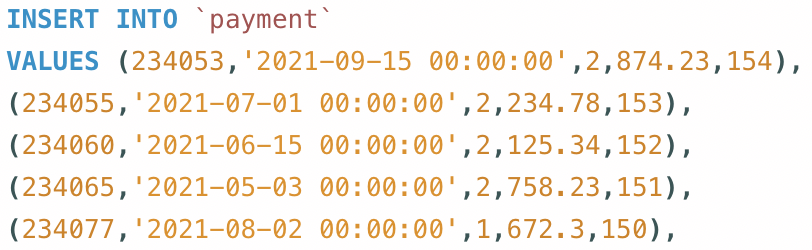 INSERT INTO `payment`
VALUES (234053,'2021-09-15 00:00:00',2,874.23,154),
(234055,'2021-07-01 00:00:00',2,234.78,153),
(234060,'2021-06-15 00:00:00',2,125.34,152),
(234065,'2021-05-03 00:00:00',2,758.23,151),
(234077,'2021-08-02 00:00:00',1,672.3,150),